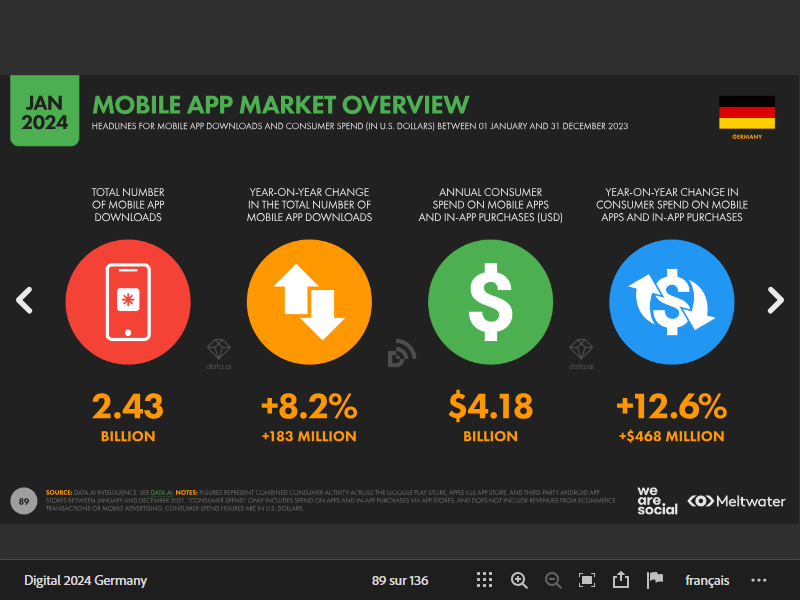 JAN
2024
MOBILE APP MARKET OVERVIEW
HEADLINES FOR MOBILE APP DOWNLOADS AND CONSUMER SPEND (IN U.S. DOLLARS) BETWEEN 01 JANUARY AND 31 DECEMBER 2023
GERMANY
TOTAL NUMBER
OF MOBILE APP
DOWNLOADS
YEAR-ON-YEAR CHANGE
IN THE TOTAL NUMBER OF
MOBILE APP DOWNLOADS
ANNUAL CONSUMER
SPEND ON MOBILE APPS
AND IN-APP PURCHASES (USD)
YEAR-ON-YEAR CHANGE IN
CONSUMER SPEND ON MOBILE
APPS AND IN-APP PURCHASES
data.ai
data.ai
2.43
BILLION
+8.2%
+183 MILLION
$4.18
BILLION
+12.6%
+$468 MILLION
89
SOURCE: DATA.AI INTELLIGENCE. SEE DATA.AI. NOTES: FIGURES REPRESENT COMBINED CONSUMER ACTIVITY ACROSS THE GOOGLE PLAY STORE, APPLE IOS APP STORE, AND THIRD-PARTY ANDROID APP
STORES BETWEEN JANUARY AND DECEMBER 2021. "CONSUMER SPEND" ONLY INCLUDES SPEND ON APPS AND IN-APP PURCHASES VIA APP STORES, AND DOES NOT INCLUDE REVENUES FROM ECOMMERCE
TRANSACTIONS OR MOBILE ADVERTISING. CONSUMER SPEND FIGURES ARE IN U.S. DOLLARS.
we
are.
social
Meltwater
Digital 2024 Germany
89 sur 136
français